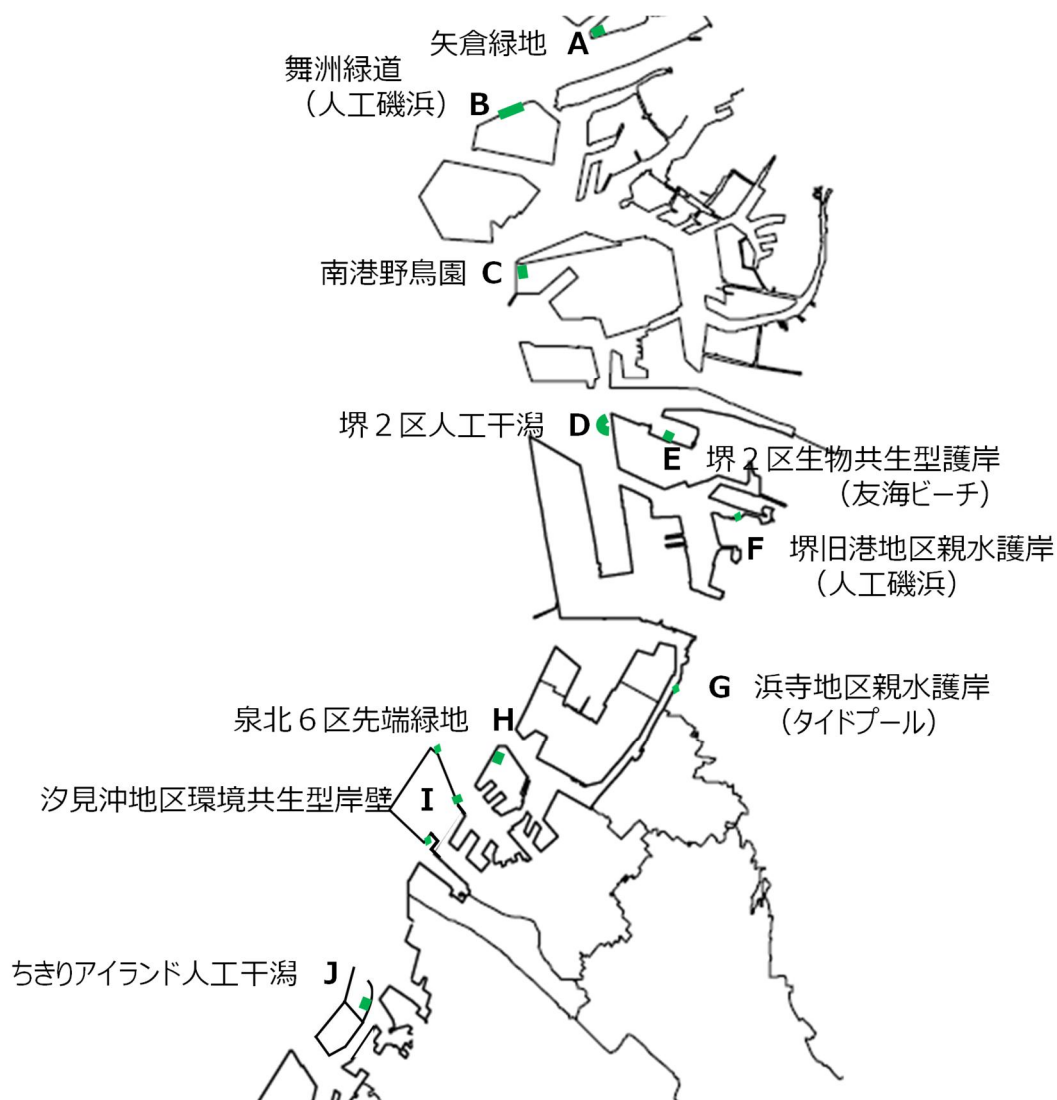 矢倉緑地 A
舞洲緑道
（人工磯浜） B
南港野鳥園 C
堺２区人工干潟 D
E 堺２区生物共生型護岸
（友海ビーチ）
F 堺旧港地区親水護岸
（人工磯浜）
G 浜寺地区親水護岸
（タイドプール）
泉北６区先端緑地 H
汐見沖地区環境共生型岸壁 I
ちきりアイランド人工干潟 J